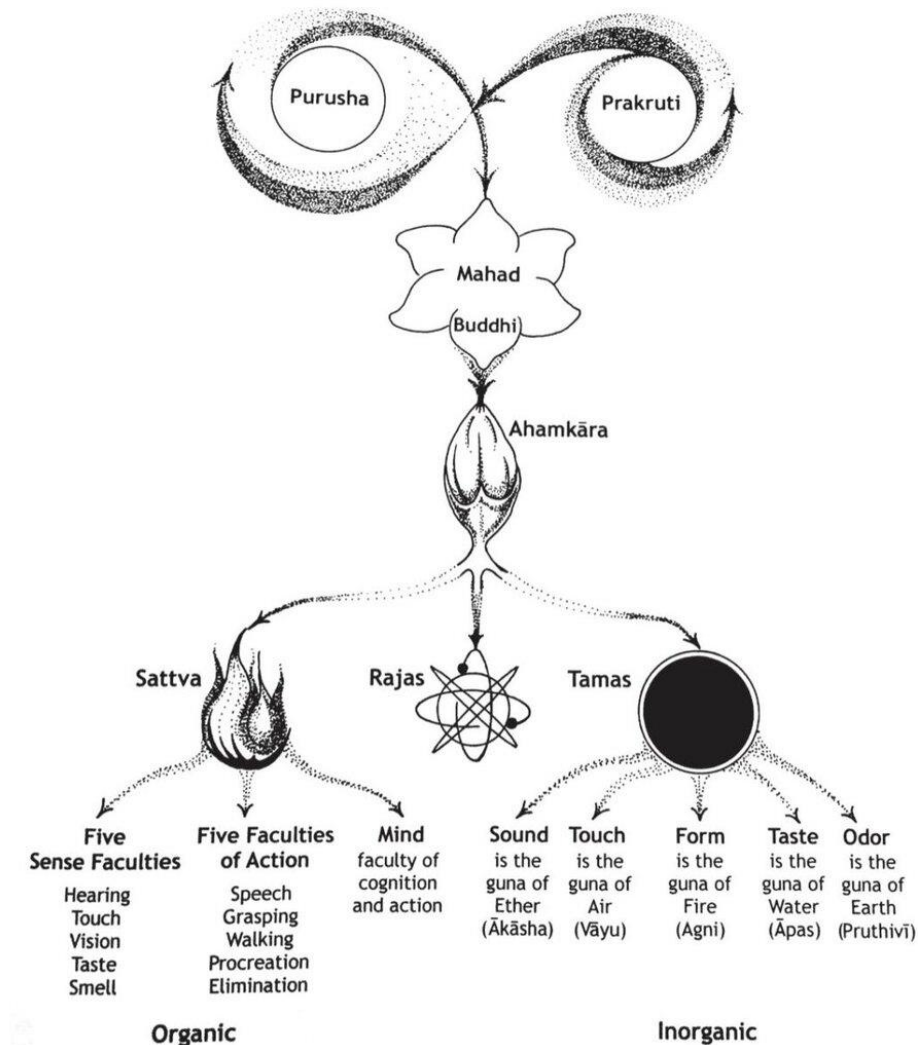 Purusha
Prakruti
Mahad
Buddhi
Ahamkāra
Sattva
Rajas
Tamas
Five
Sense Faculties
Hearing
Touch
Vision
Taste
Smell
Five Faculties
of Action
Speech
Grasping
Walking
Procreation
Elimination
Mind
faculty of
cognition
and action
Sound
is the
guna of
Ether
(Ākāsha)
Touch
is the
guna of
Air
(Vāyu)
Form
is the
guna of
Fire
(Agni)
Taste
is the
guna of
Water
(Āpas)
Odor
is the
guna of
Earth
(Pruthivī)
Organic
Inorganic